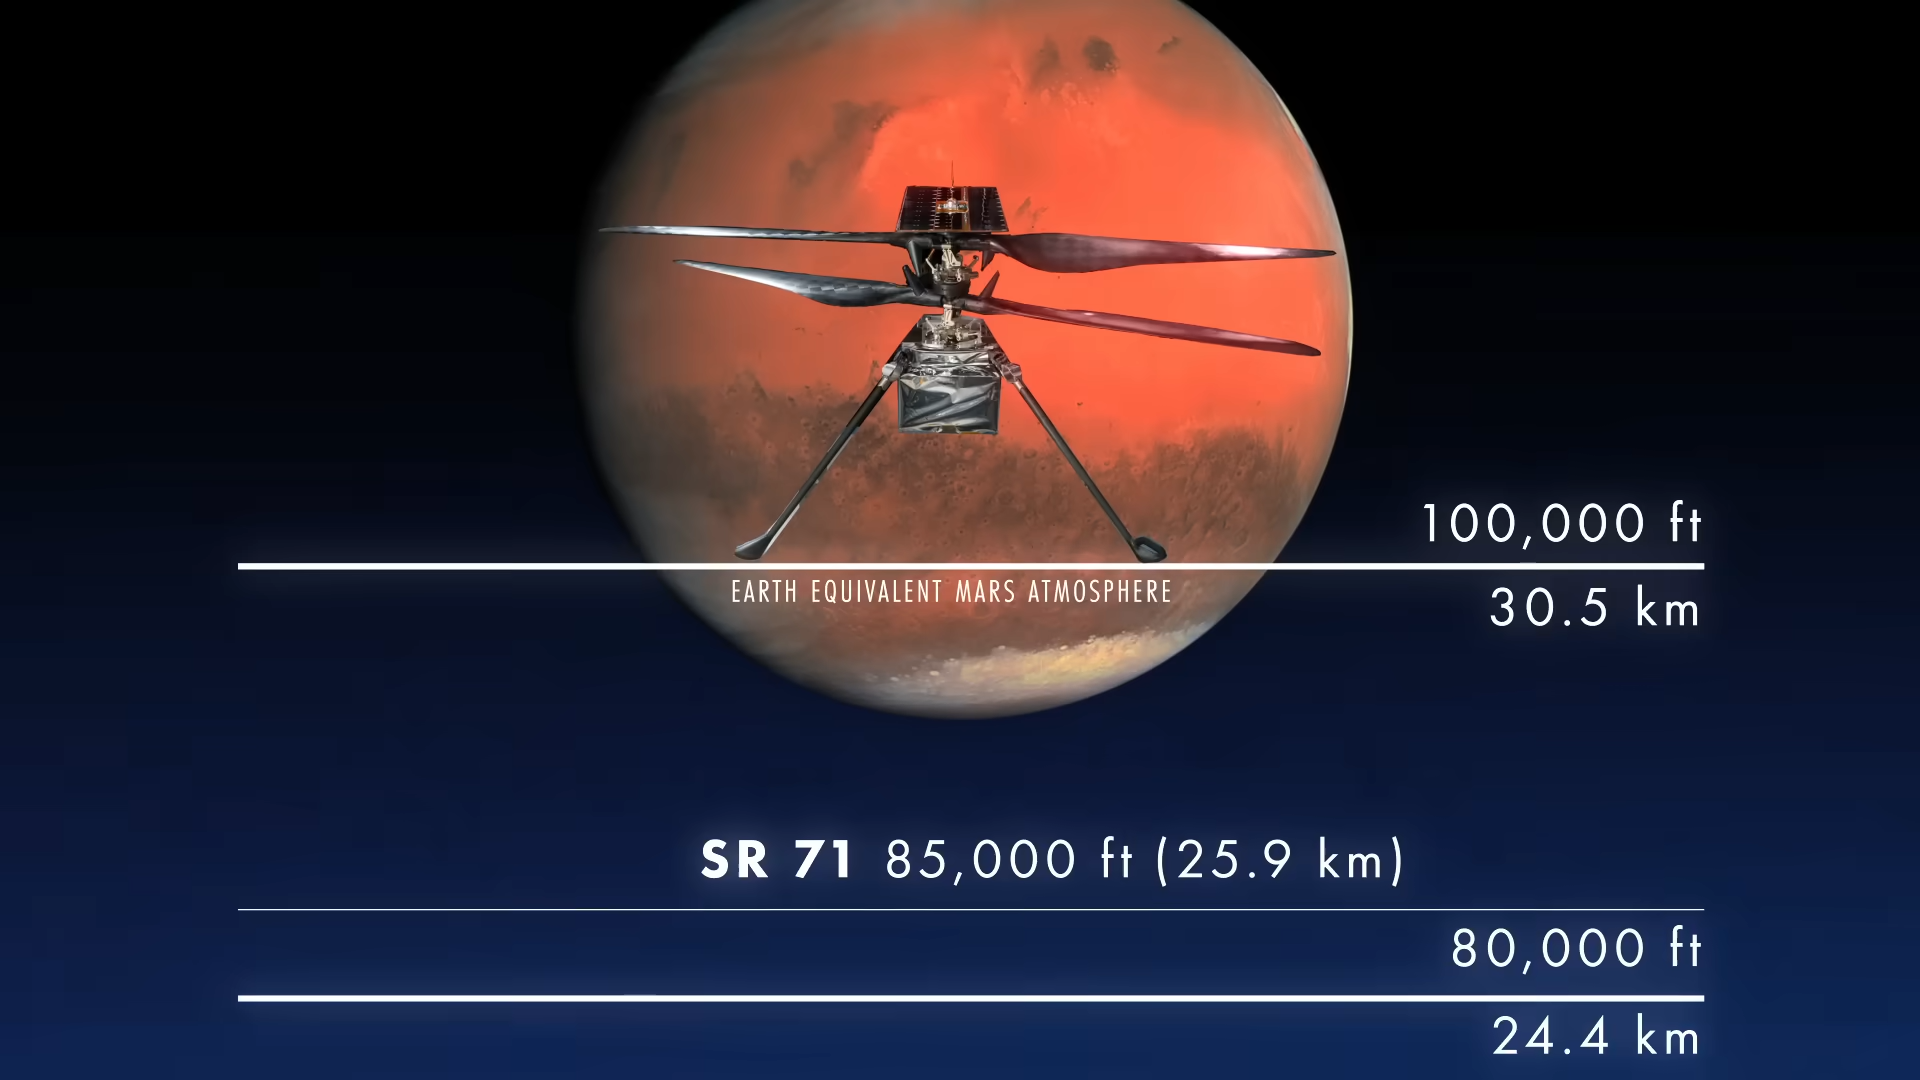 100,000 ft
EARTH EQUIVALENT MARS ATMOSPHERE
30.5 km
SR 71 85,000 ft (25.9 km)
80,000 ft
24.4 km